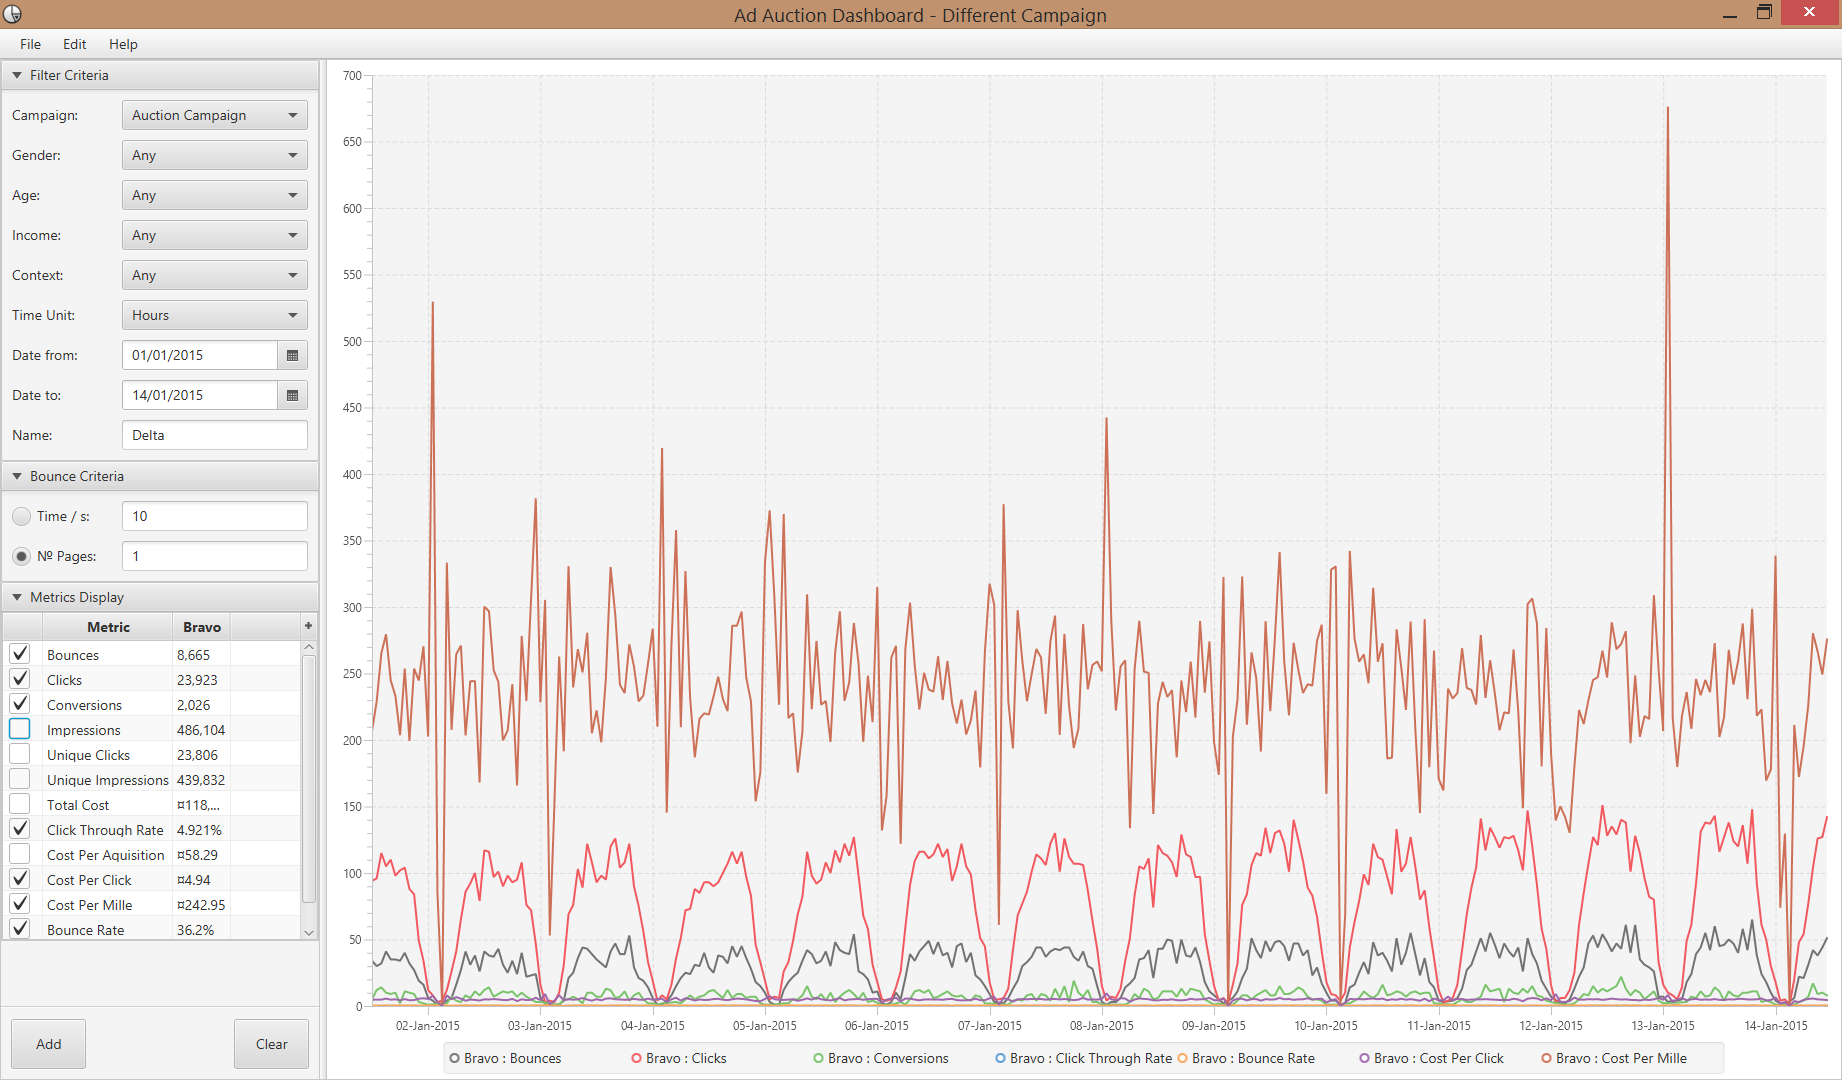 Ad Auction Dashboard - Different Campaign
File Edit Help
Filter Criteria
Campaign: Auction Campaign
Gender: Any
Age: Any
Income: Any
Context: Any
Time Unit: Hours
Date from: 01/01/2015
Date to: 14/01/2015
Name: Delta
Bounce Criteria
Time / s: 10
№ Pages: 1
Metrics Display
Metric Bravo +
Bounces 8,665
Clicks 23,923
Conversions 2,026
Impressions 486,104
Unique Clicks 23,806
Unique Impressions 439,832
Total Cost ¤118,...
Click Through Rate 4.921%
Cost Per Aquisition ¤58.29
Cost Per Click ¤4.94
Cost Per Mille ¤242.95
Bounce Rate 36.2%
Add Clear
700
650
600
550
500
450
400
350
300
250
200
150
100
50
0
02-Jan-2015 03-Jan-2015 04-Jan-2015 05-Jan-2015 06-Jan-2015 07-Jan-2015 08-Jan-2015 09-Jan-2015 10-Jan-2015 11-Jan-2015 12-Jan-2015 13-Jan-2015 14-Jan-2015
Bravo : Bounces Bravo : Clicks Bravo : Conversions Bravo : Click Through Rate Bravo : Bounce Rate Bravo : Cost Per Click Bravo : Cost Per Mille